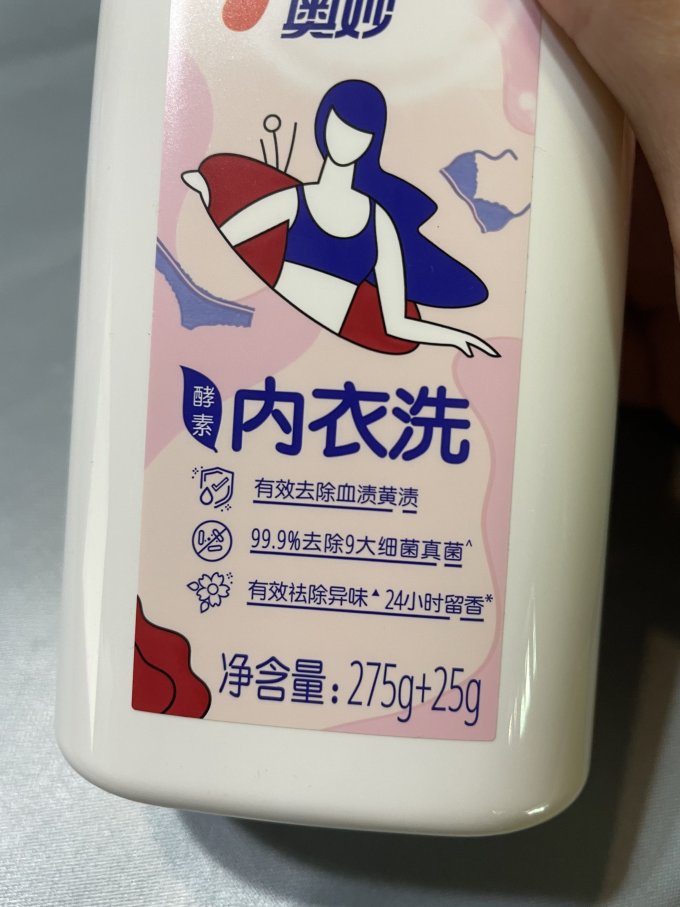 奥妙
酵素
内衣洗
有效去除血渍黄渍
99.9%去除9大细菌真菌^
有效祛除异味▲24小时留香*
净含量:275g+25g